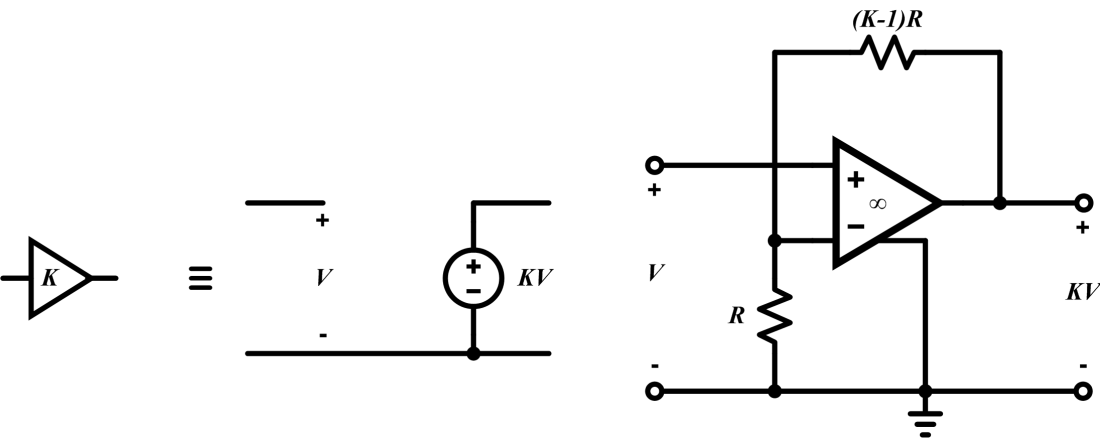 K
≡
+
V
-
+
-
KV
(K-1)R
+
V
-
+
∞
-
R
+
KV
-